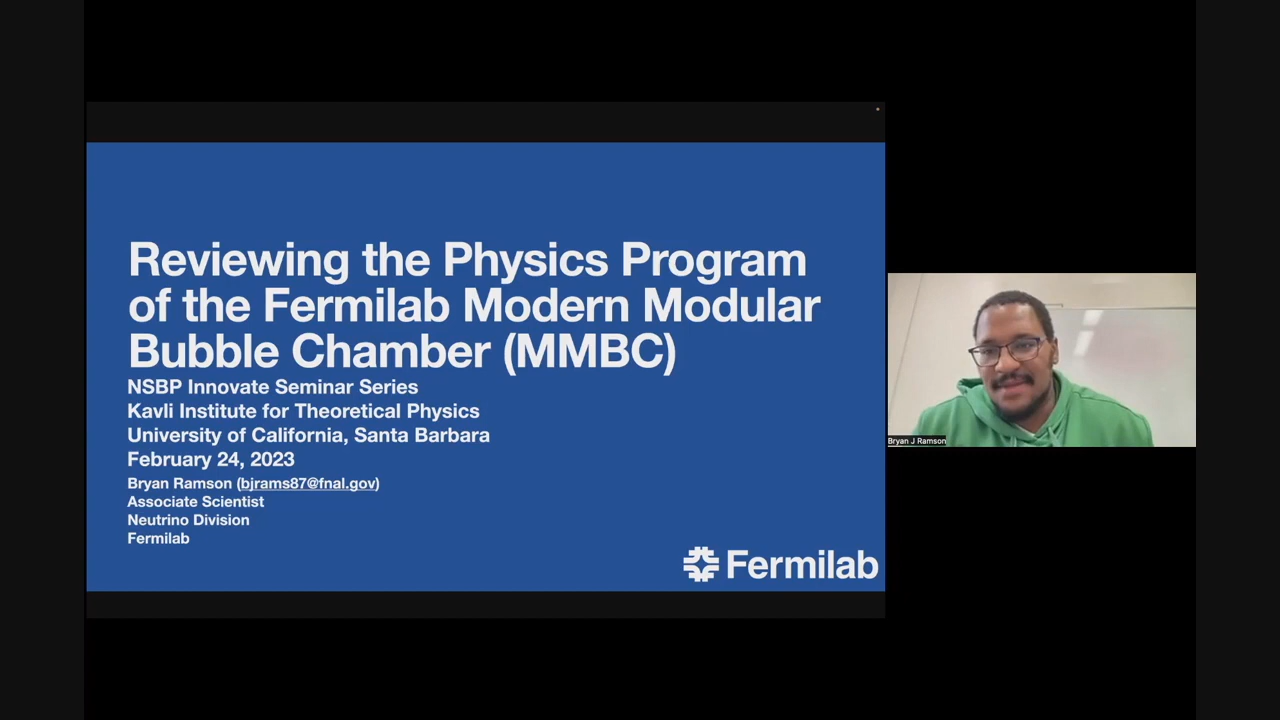 Reviewing the Physics Program
of the Fermilab Modern Modular
Bubble Chamber (MMBC)
NSBP Innovate Seminar Series
Kavli Institute for Theoretical Physics
University of California, Santa Barbara
February 24, 2023
Bryan Ramson (bjrams87@fnal.gov)
Associate Scientist
Neutrino Division
Fermilab
Fermilab
Bryan J Ramson